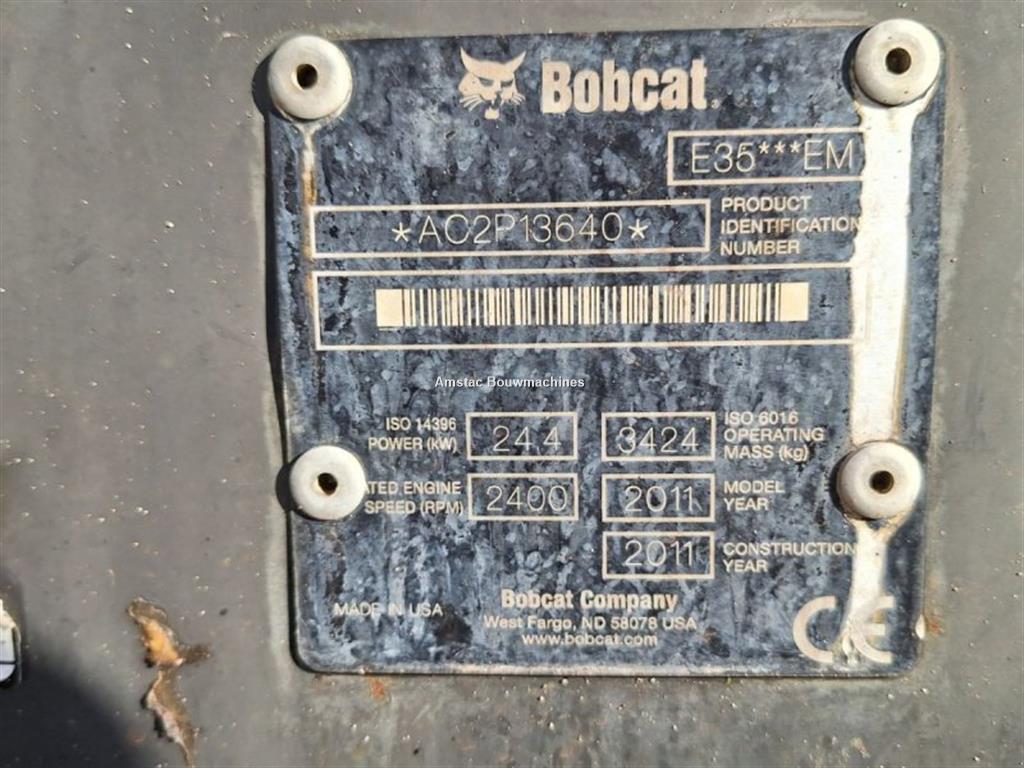 Bobcat
E35***EM
*AC2P13640*
PRODUCT
IDENTIFICATION
NUMBER
Amstac Bouwmachines
ISO 14396
POWER (kW)
24.4
3424
ISO 6016
OPERATING
MASS (kg)
ATED ENGINE
SPEED (RPM)
2400
2011
MODEL
YEAR
2011
CONSTRUCTION
YEAR
MADE IN USA
Bobcat Company
West Fargo, ND 58078 USA
www.bobcat.com
CE